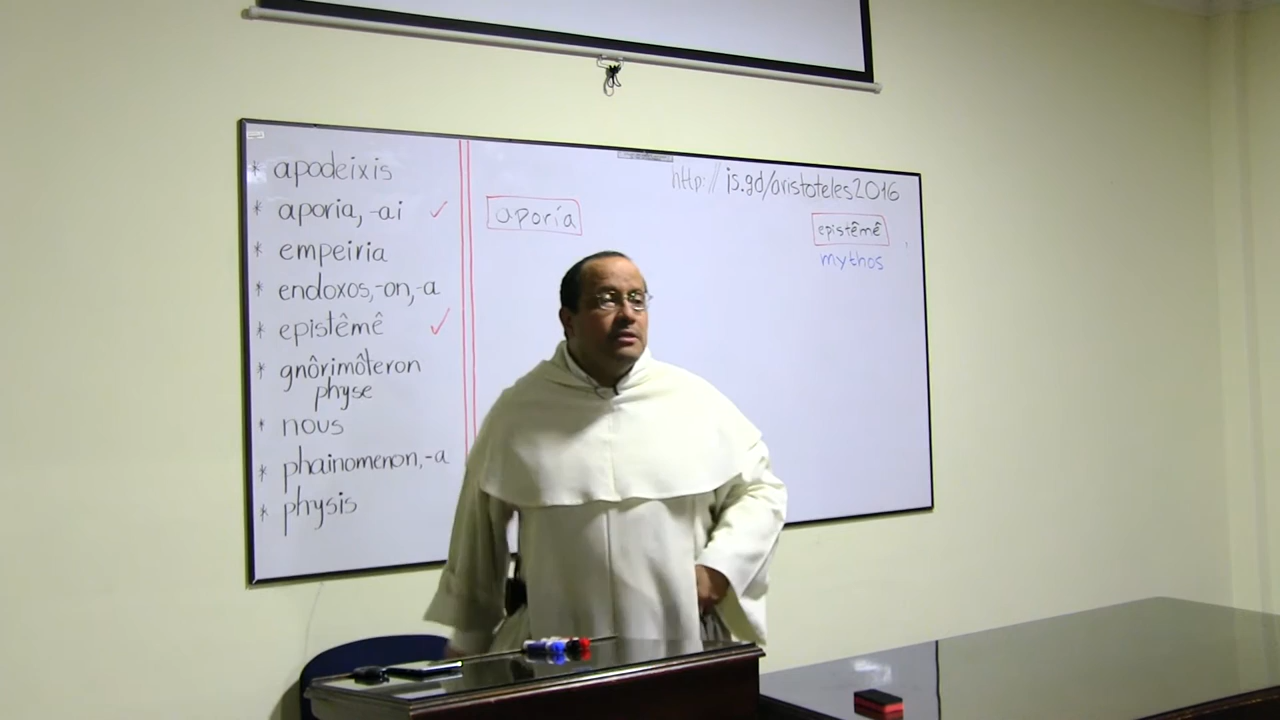 * apodeixis
* aporia, -ai ✓
* empeiria
* endoxos,-on,-a
* epistêmê ✓
* gnôrimôteron
physe
* nous
* phainomenon,-a
* physis
aporía
http://is.gd/aristoteles2016
epistêmê
mythos